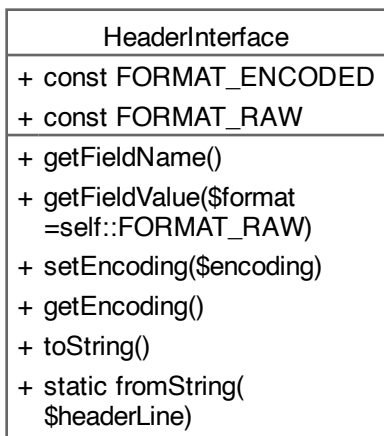 HeaderInterface
+ const FORMAT_ENCODED
+ const FORMAT_RAW
+ getFieldName()
+ getFieldValue($format
=self::FORMAT_RAW)
+ setEncoding($encoding)
+ getEncoding()
+ toString()
+ static fromString(
$headerLine)